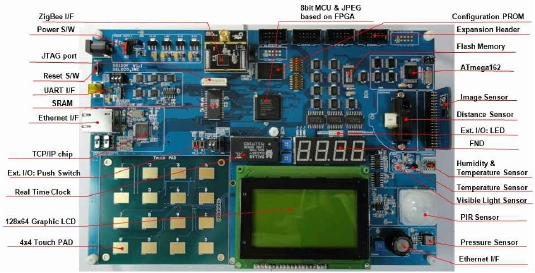 ZigBee I/F
Power S/W
JTAG port
Reset S/W
UART I/F
SRAM
Ethernet I/F
TCP/IP chip
Ext. I/O: Push Switch
Real Time Clock
128x64 Graphic LCD
4x4 Touch PAD
8bit MCU & JPEG
based on FPGA
Configuration PROM
Expansion Header
Flash Memory
ATmega162
Image Sensor
Distance Sensor
Ext. I/O: LED
FND
Humidity &
Temperature Sensor
Temperature Sensor
Visible Light Sensor
PIR Sensor
Pressure Sensor
Ethernet I/F